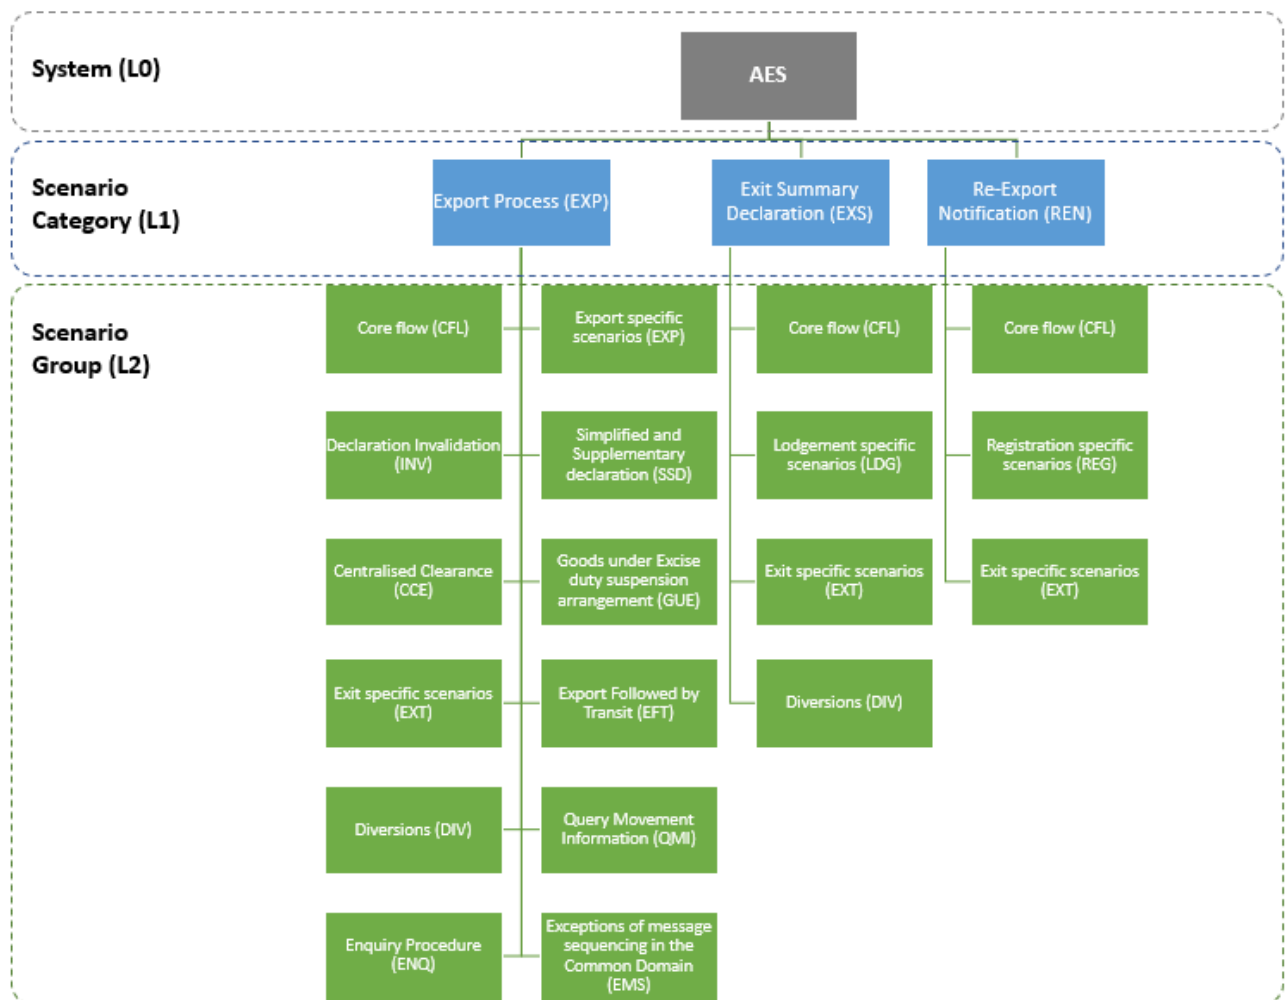 System (L0)
AES
Scenario
Category (L1)
Export Process (EXP)
Exit Summary
Declaration (EXS)
Re-Export
Notification (REN)
Scenario
Group (L2)
Core flow (CFL)
Export specific
scenarios (EXP)
Core flow (CFL)
Core flow (CFL)
Declaration Invalidation
(INV)
Simplified and
Supplementary
declaration (SSD)
Lodgement specific
scenarios (LDG)
Registration specific
scenarios (REG)
Centralised Clearance
(CCE)
Goods under Excise
duty suspension
arrangement (GUE)
Exit specific scenarios
(EXT)
Exit specific scenarios
(EXT)
Exit specific scenarios
(EXT)
Export Followed by
Transit (EFT)
Diversions (DIV)
Diversions (DIV)
Query Movement
Information (QMI)
Enquiry Procedure
(ENQ)
Exceptions of message
sequencing in the
Common Domain
(EMS)